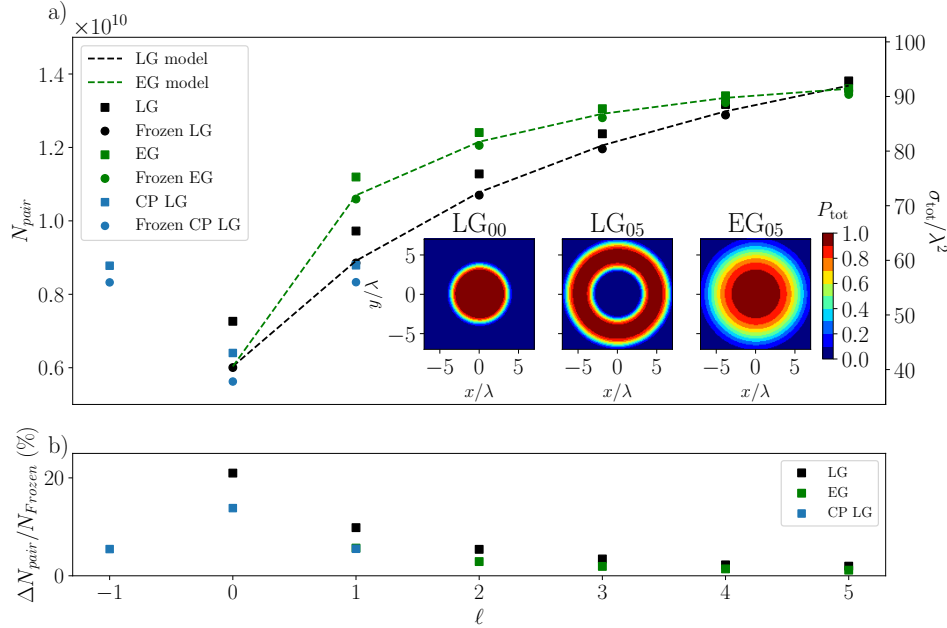 a)
×10^10
N_pair
1.4
1.2
1.0
0.8
0.6
LG model
EG model
LG
Frozen LG
EG
Frozen EG
CP LG
Frozen CP LG
100
90
80
70
60
50
40
σ_tot/λ^2
LG_00
LG_05
EG_05
P_tot
y/λ
5
0
−5
−5 0 5
−5 0 5
−5 0 5
x/λ
x/λ
x/λ
1.0
0.8
0.6
0.4
0.2
0.0
b)
ΔN_pair/N_Frozen (%)
20
0
LG
EG
CP LG
−1 0 1 2 3 4 5
ℓ